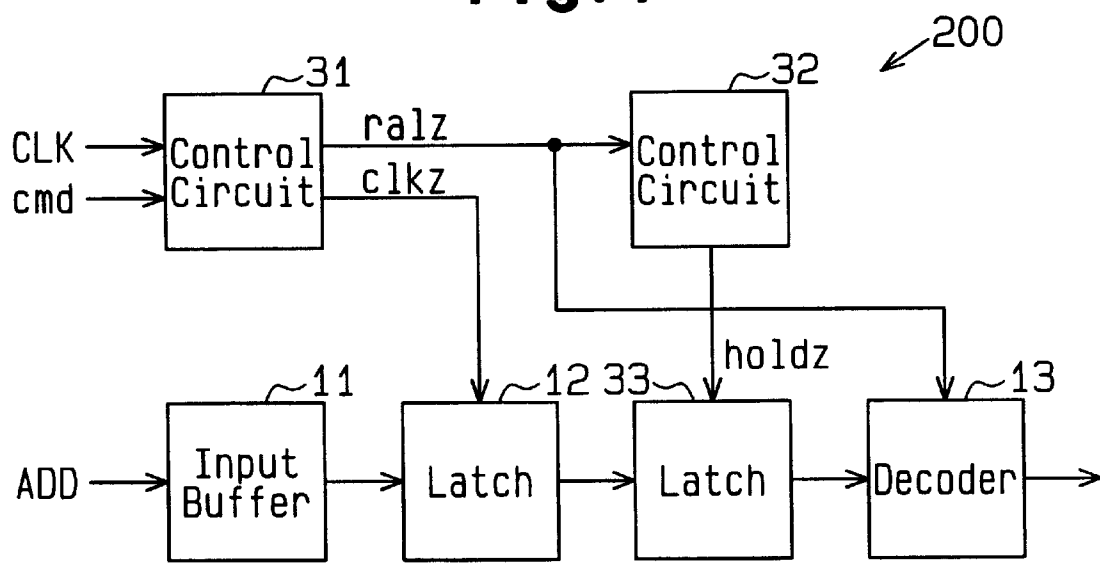 200
31
32
CLK
cmd
Control
Circuit
ralz
clkz
Control
Circuit
holdz
11
12
33
13
ADD
Input
Buffer
Latch
Latch
Decoder